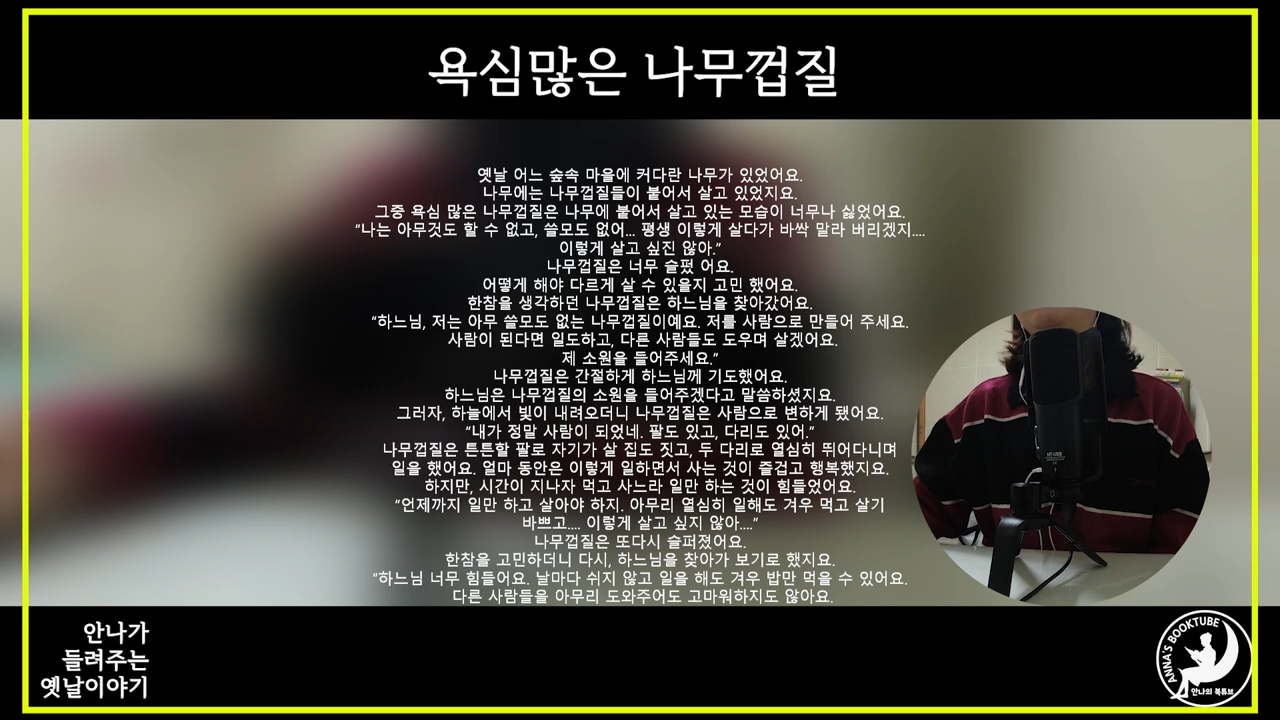 욕심많은 나무껍질
옛날 어느 숲속 마을에 커다란 나무가 있었어요.
나무에는 나무껍질들이 붙어서 살고 있었지요.
그중 욕심 많은 나무껍질은 나무에 붙어서 살고 있는 모습이 너무나 싫었어요.
“나는 아무것도 할 수 없고, 쓸모도 없어... 평생 이렇게 살다가 바싹 말라 버리겠지....
이렇게 살고 싶진 않아.”
나무껍질은 너무 슬펐 어요.
어떻게 해야 다르게 살 수 있을지 고민 했어요.
한참을 생각하던 나무껍질은 하느님을 찾아갔어요.
“하느님, 저는 아무 쓸모도 없는 나무껍질이예요. 저를 사람으로 만들어 주세요.
사람이 된다면 일도하고, 다른 사람들도 도우며 살겠어요.
제 소원을 들어주세요.”
나무껍질은 간절하게 하느님께 기도했어요.
하느님은 나무껍질의 소원을 들어주겠다고 말씀하셨지요.
그러자, 하늘에서 빛이 내려오더니 나무껍질은 사람으로 변하게 됐어요.
“내가 정말 사람이 되었네. 팔도 있고, 다리도 있어.”
나무껍질은 튼튼할 팔로 자기가 살 집도 짓고, 두 다리로 열심히 뛰어다니며
일을 했어요. 얼마 동안은 이렇게 일하면서 사는 것이 즐겁고 행복했지요.
하지만, 시간이 지나자 먹고 사느라 일만 하는 것이 힘들었어요.
“언제까지 일만 하고 살아야 하지. 아무리 열심히 일해도 겨우 먹고 살기
바쁘고.... 이렇게 살고 싶지 않아....“
나무껍질은 또다시 슬퍼졌어요.
한참을 고민하더니 다시, 하느님을 찾아가 보기로 했지요.
“하느님 너무 힘들어요. 날마다 쉬지 않고 일을 해도 겨우 밥만 먹을 수 있어요.
다른 사람들을 아무리 도와주어도 고마워하지도 않아요.
안나가
들려주는
옛날이야기
ANNA'S BOOKTUBE
안나의 북튜브